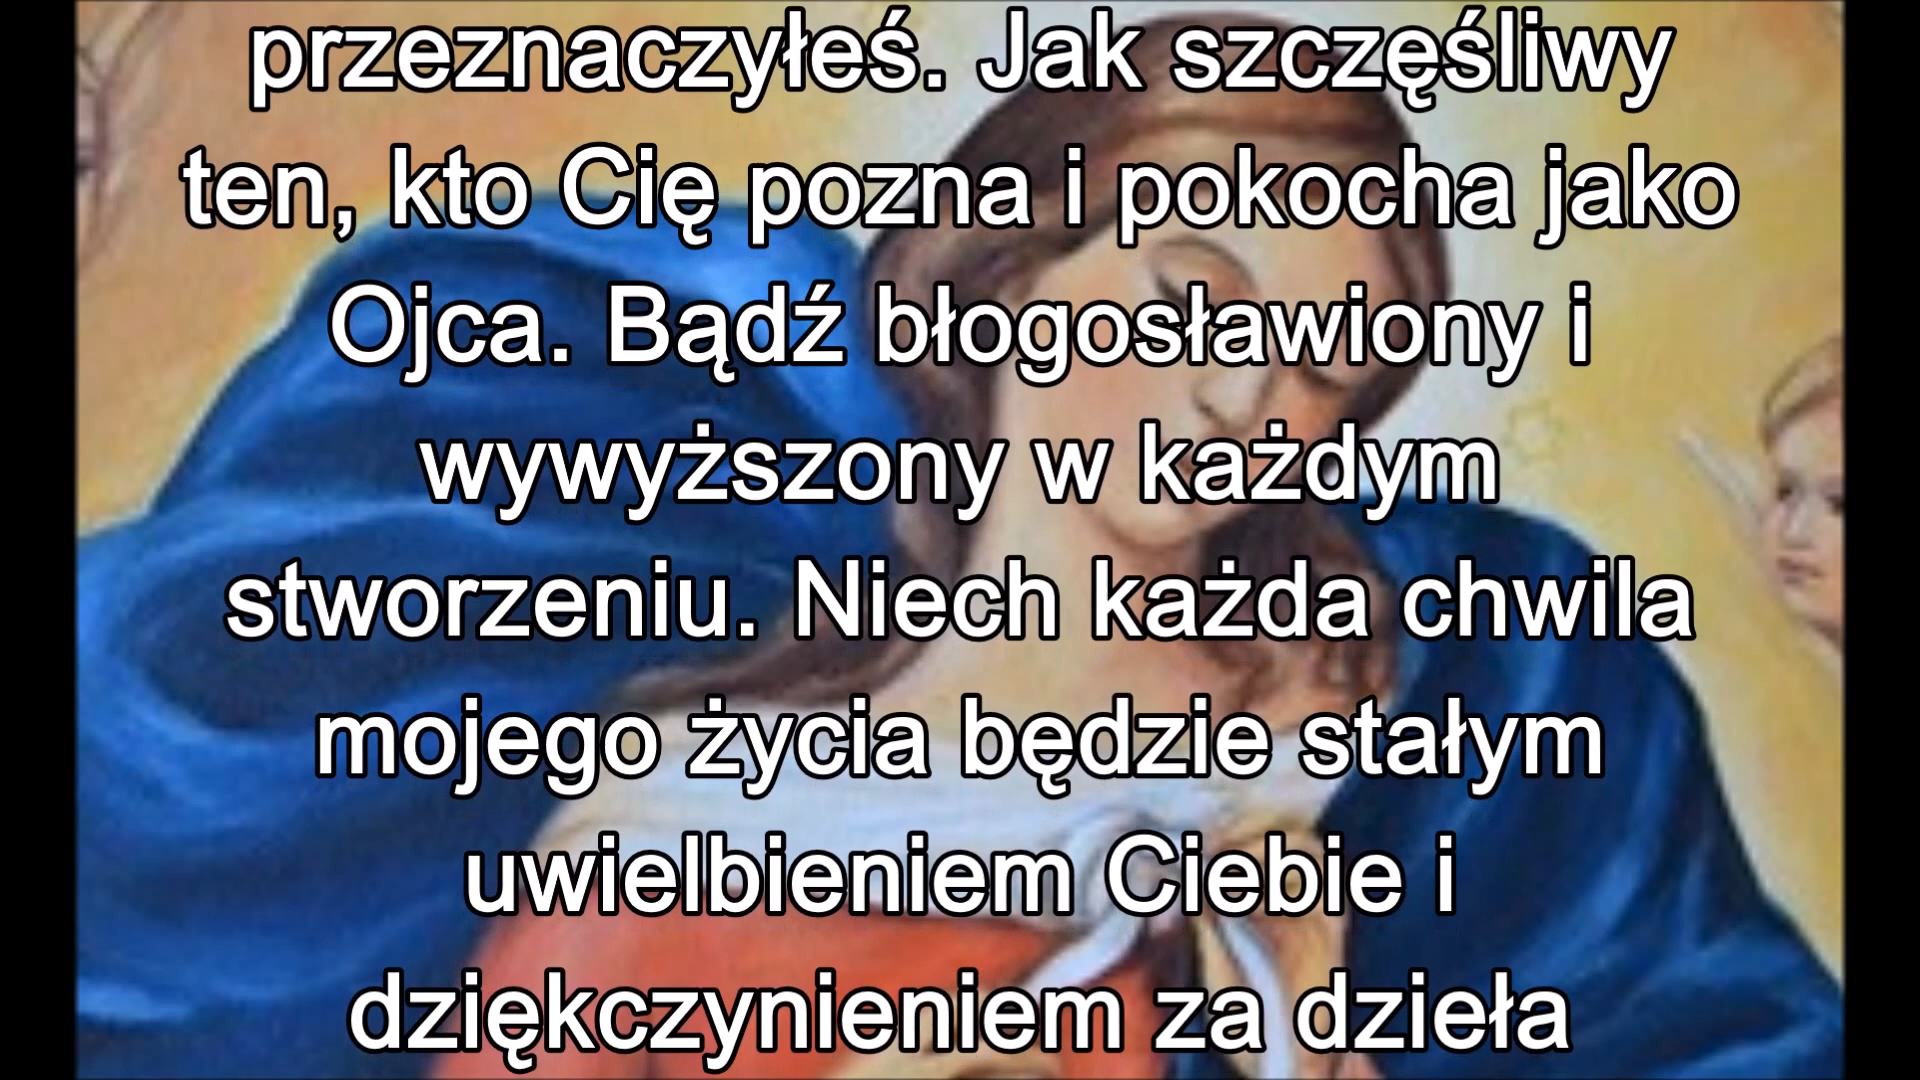 przeznaczyłeś. Jak szczęśliwy
ten, kto Cię pozna i pokocha jako
Ojca. Bądź błogosławiony i
wywyższony w każdym
stworzeniu. Niech każda chwila
mojego życia będzie stałym
uwielbieniem Ciebie i
dziękczynieniem za dzieła